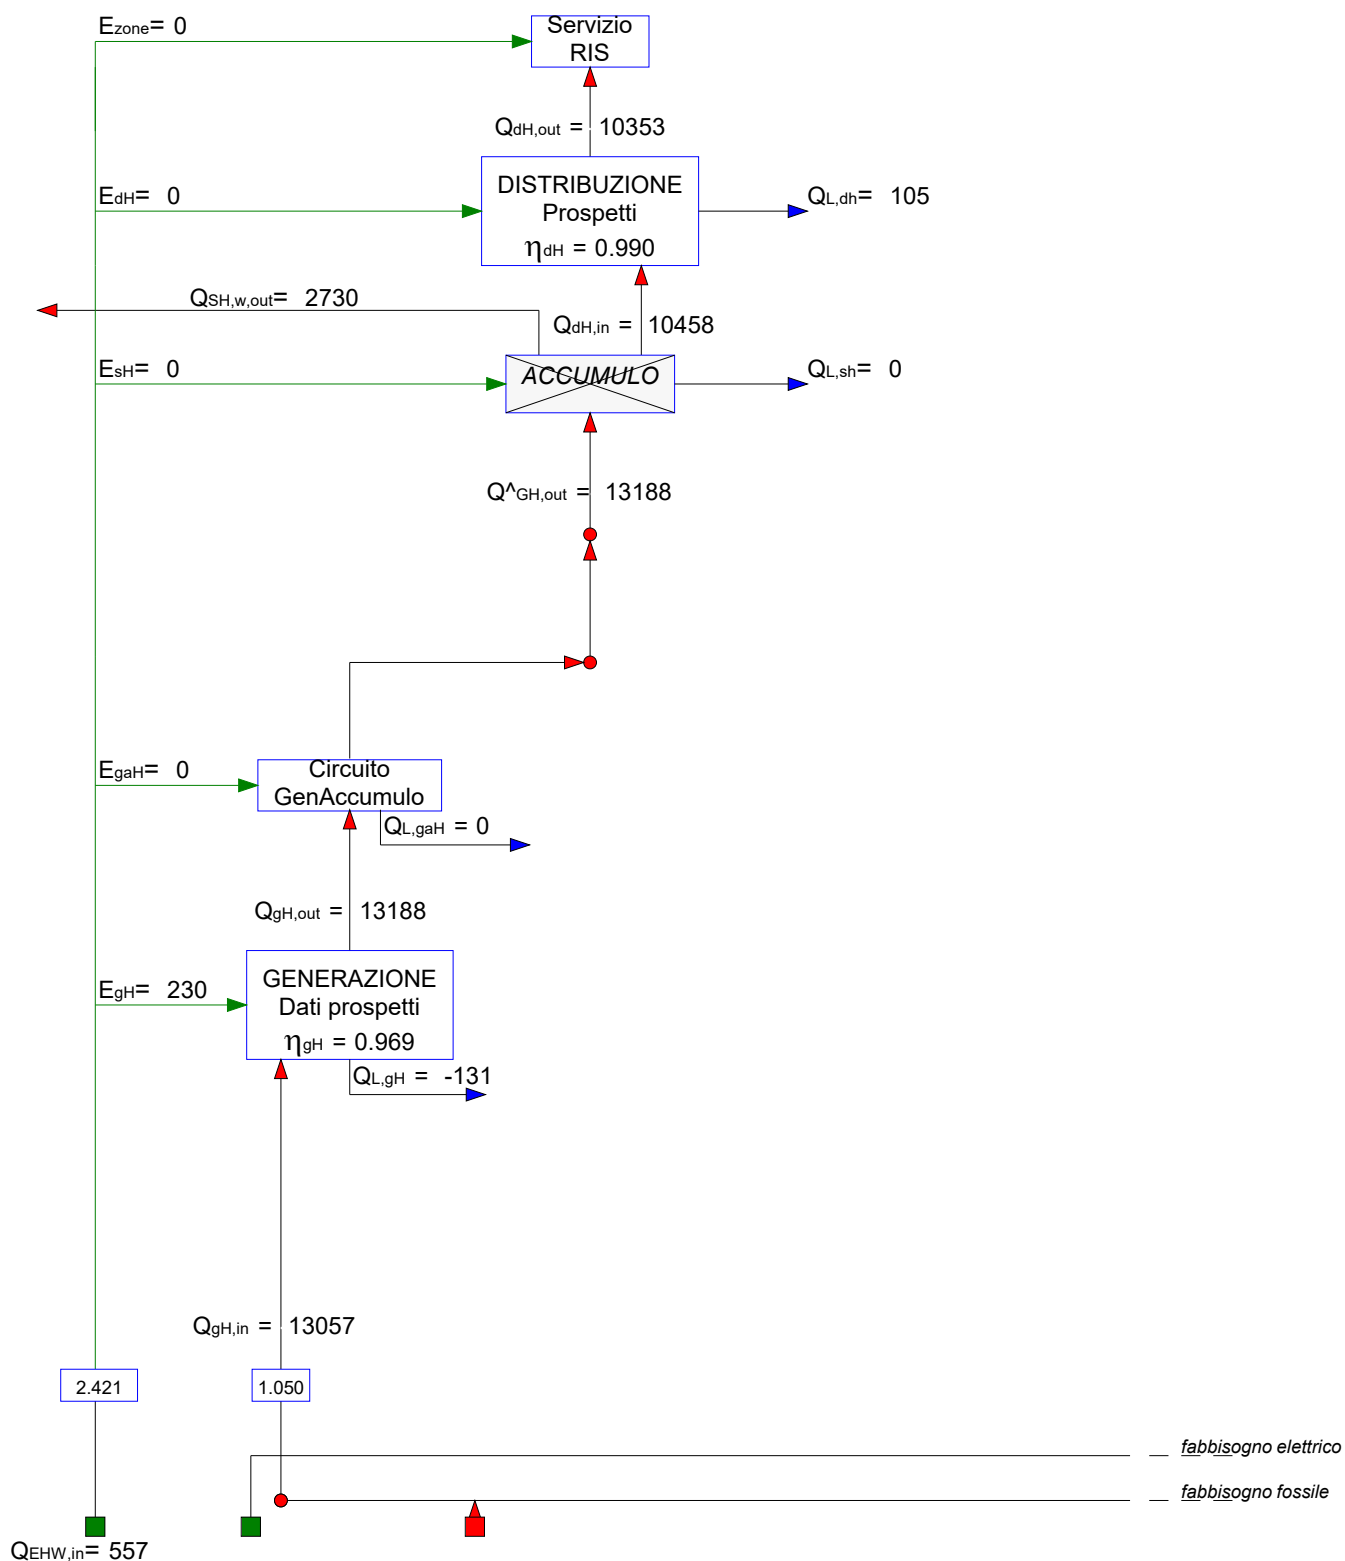 Ezone= 0
Servizio
RIS
QdH,out = 10353
EdH= 0
DISTRIBUZIONE
Prospetti
ηdH = 0.990
QL,dh= 105
QSH,w,out= 2730
QdH,in = 10458
EsH= 0
ACCUMULO
QL,sh= 0
Q^GH,out = 13188
EgaH= 0
Circuito
GenAccumulo
QL,gaH = 0
QgH,out = 13188
EgH= 230
GENERAZIONE
Dati prospetti
ηgH = 0.969
QL,gH = -131
QgH,in = 13057
2.421
1.050
fabbisogno elettrico
fabbisogno fossile
QEHW,in= 557